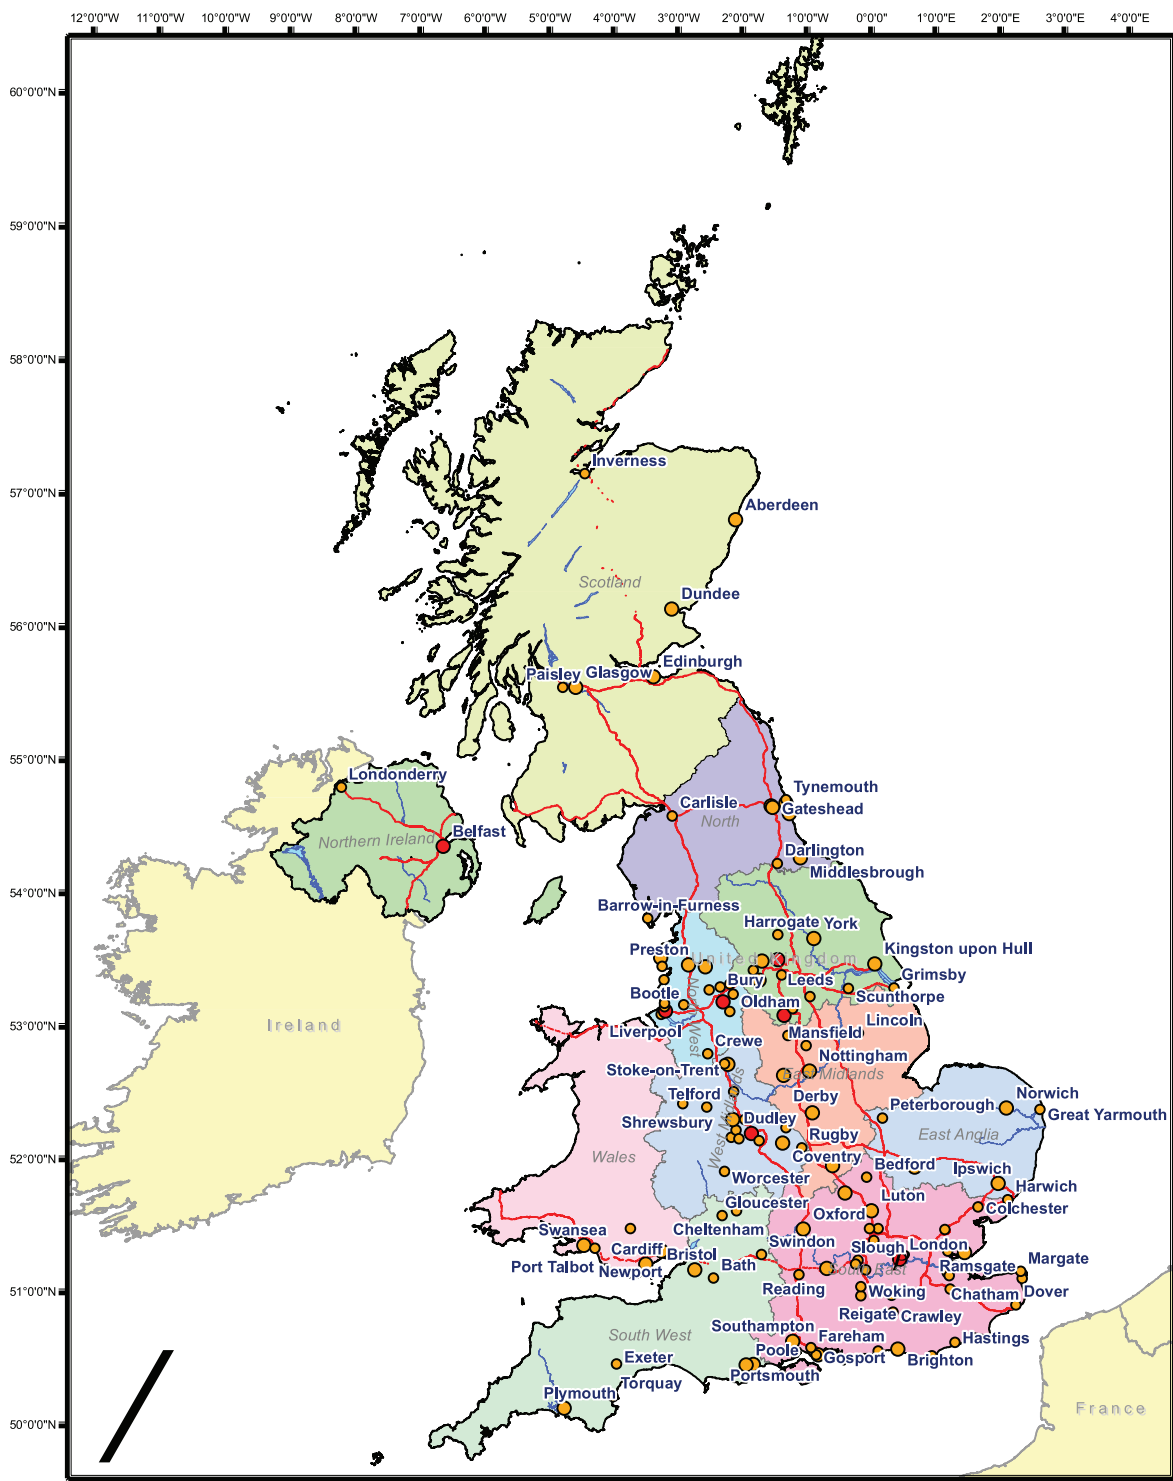 12°0'0"W 11°0'0"W 10°0'0"W 9°0'0"W 8°0'0"W 7°0'0"W 6°0'0"W 5°0'0"W 4°0'0"W 3°0'0"W 2°0'0"W 1°0'0"W 0°0'0" 1°0'0"E 2°0'0"E 3°0'0"E 4°0'0"E
60°0'0"N
59°0'0"N
58°0'0"N
Inverness
57°0'0"N
Aberdeen
Scotland
Dundee
56°0'0"N
Edinburgh
Paisley Glasgow
55°0'0"N
Londonderry
Tynemouth
Carlisle
Gateshead
North
Belfast
Northern Ireland
Darlington
Middlesbrough
54°0'0"N
Barrow-in-Furness
Harrogate York
Preston
Kingston upon Hull
United Kingdom
Grimsby
Bury
Leeds
Bootle
Scunthorpe
Oldham
Lincoln
Ireland
53°0'0"N
Liverpool
Mansfield
North West
Crewe
Nottingham
Stoke-on-Trent
East Midlands
Telford
Derby
Norwich
Peterborough
Great Yarmouth
Shrewsbury
Dudley
Rugby
East Anglia
West Midlands
Wales
52°0'0"N
Coventry
Bedford
Ipswich
Worcester
Harwich
Gloucester
Luton
Colchester
Oxford
Swansea
Cheltenham
Swindon
Cardiff
Bristol
Slough London
Port Talbot
Newport
Bath
Ramsgate
Margate
South East
51°0'0"N
Reading
Woking
Chatham
Dover
Reigate
Crawley
Southampton
South West
Fareham
Hastings
Poole
Gosport
Brighton
Exeter
Portsmouth
Torquay
Plymouth
France
50°0'0"N